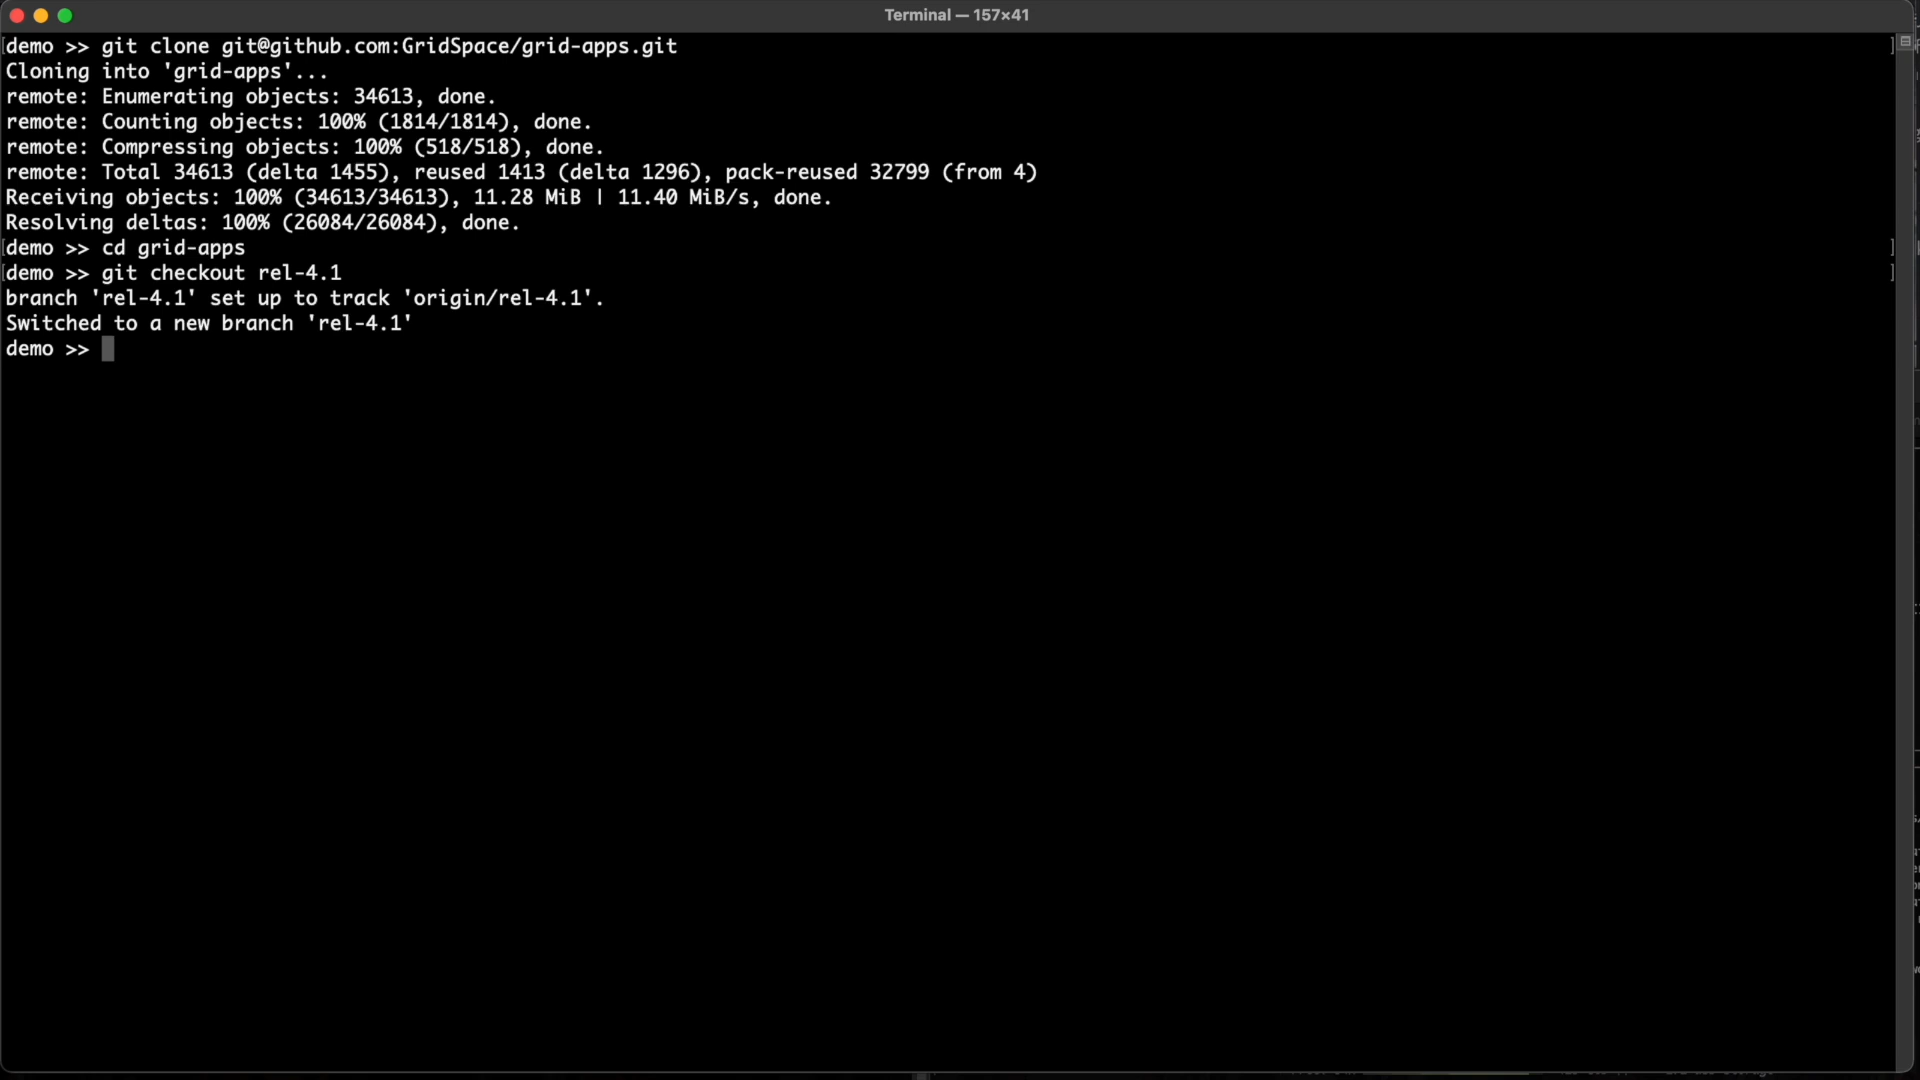 Terminal — 157×41
demo >> git clone git@github.com:GridSpace/grid-apps.git
Cloning into 'grid-apps'...
remote: Enumerating objects: 34613, done.
remote: Counting objects: 100% (1814/1814), done.
remote: Compressing objects: 100% (518/518), done.
remote: Total 34613 (delta 1455), reused 1413 (delta 1296), pack-reused 32799 (from 4)
Receiving objects: 100% (34613/34613), 11.28 MiB | 11.40 MiB/s, done.
Resolving deltas: 100% (26084/26084), done.
demo >> cd grid-apps
demo >> git checkout rel-4.1
branch 'rel-4.1' set up to track 'origin/rel-4.1'.
Switched to a new branch 'rel-4.1'
demo >>